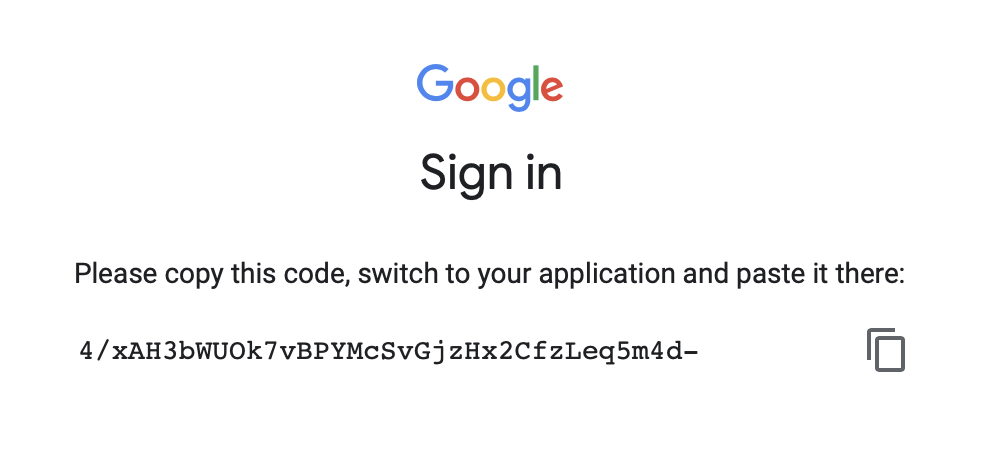 Google
Sign in
Please copy this code, switch to your application and paste it there:
4/xAH3bWUOk7vBPYMcSvGjzHx2CfzLeq5m4d-